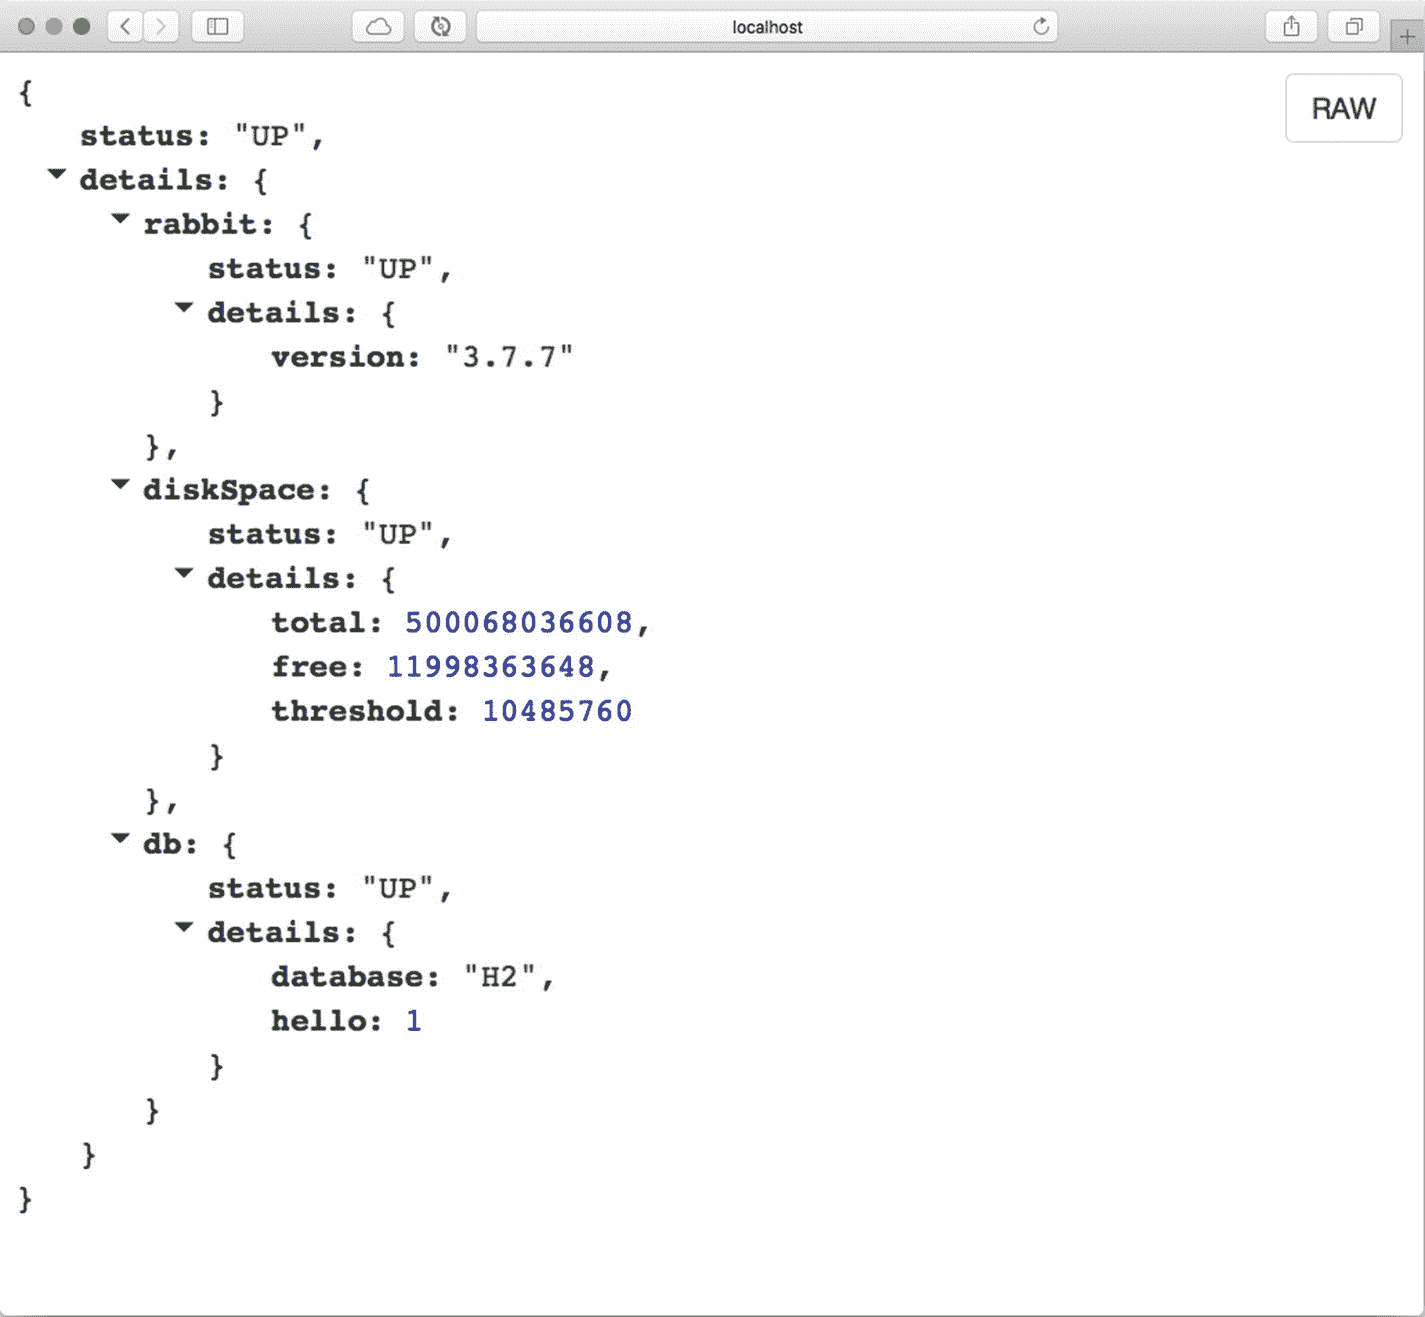 localhost
RAW
{
status: "UP",
details: {
rabbit: {
status: "UP",
details: {
version: "3.7.7"
}
},
diskSpace: {
status: "UP",
details: {
total: 500068036608,
free: 11998363648,
threshold: 10485760
}
},
db: {
status: "UP",
details: {
database: "H2",
hello: 1
}
}
}
}